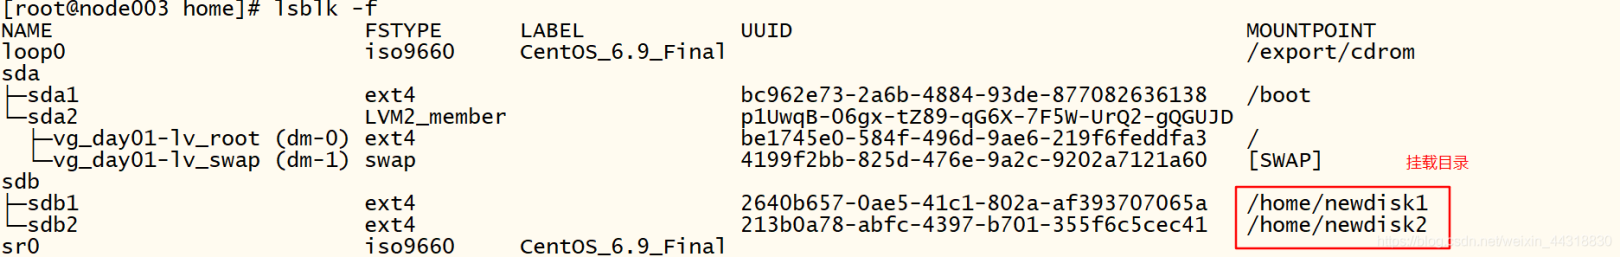 [root@node003 home]# lsblk -f
NAME FSTYPE LABEL UUID MOUNTPOINT
loop0 iso9660 CentOS_6.9_Final /export/cdrom
sda
├─sda1 ext4 bc962e73-2a6b-4884-93de-877082636138 /boot
└─sda2 LVM2_member p1UwqB-06gx-tZ89-qG6X-7F5W-UrQ2-gQGUJD
├─vg_day01-lv_root (dm-0) ext4 be1745e0-584f-496d-9ae6-219f6feddfa3 /
└─vg_day01-lv_swap (dm-1) swap 4199f2bb-825d-476e-9a2c-9202a7121a60 [SWAP] 挂载目录
sdb
├─sdb1 ext4 2640b657-0ae5-41c1-802a-af393707065a /home/newdisk1
└─sdb2 ext4 213b0a78-abfc-4397-b701-355f6c5cec41 /home/newdisk2
sr0 iso9660 CentOS_6.9_Final
https://blog.csdn.net/weixin_44318830